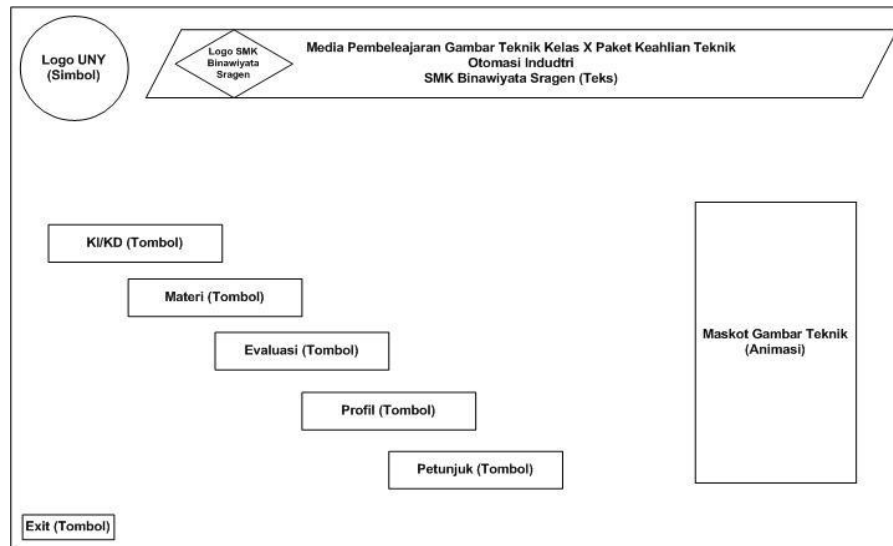 Logo UNY
(Simbol)
Logo SMK
Binawiyata
Sragen
Media Pembeleajaran Gambar Teknik Kelas X Paket Keahlian Teknik
Otomasi Indudtri
SMK Binawiyata Sragen (Teks)
KI/KD (Tombol)
Materi (Tombol)
Evaluasi (Tombol)
Maskot Gambar Teknik
(Animasi)
Profil (Tombol)
Petunjuk (Tombol)
Exit (Tombol)